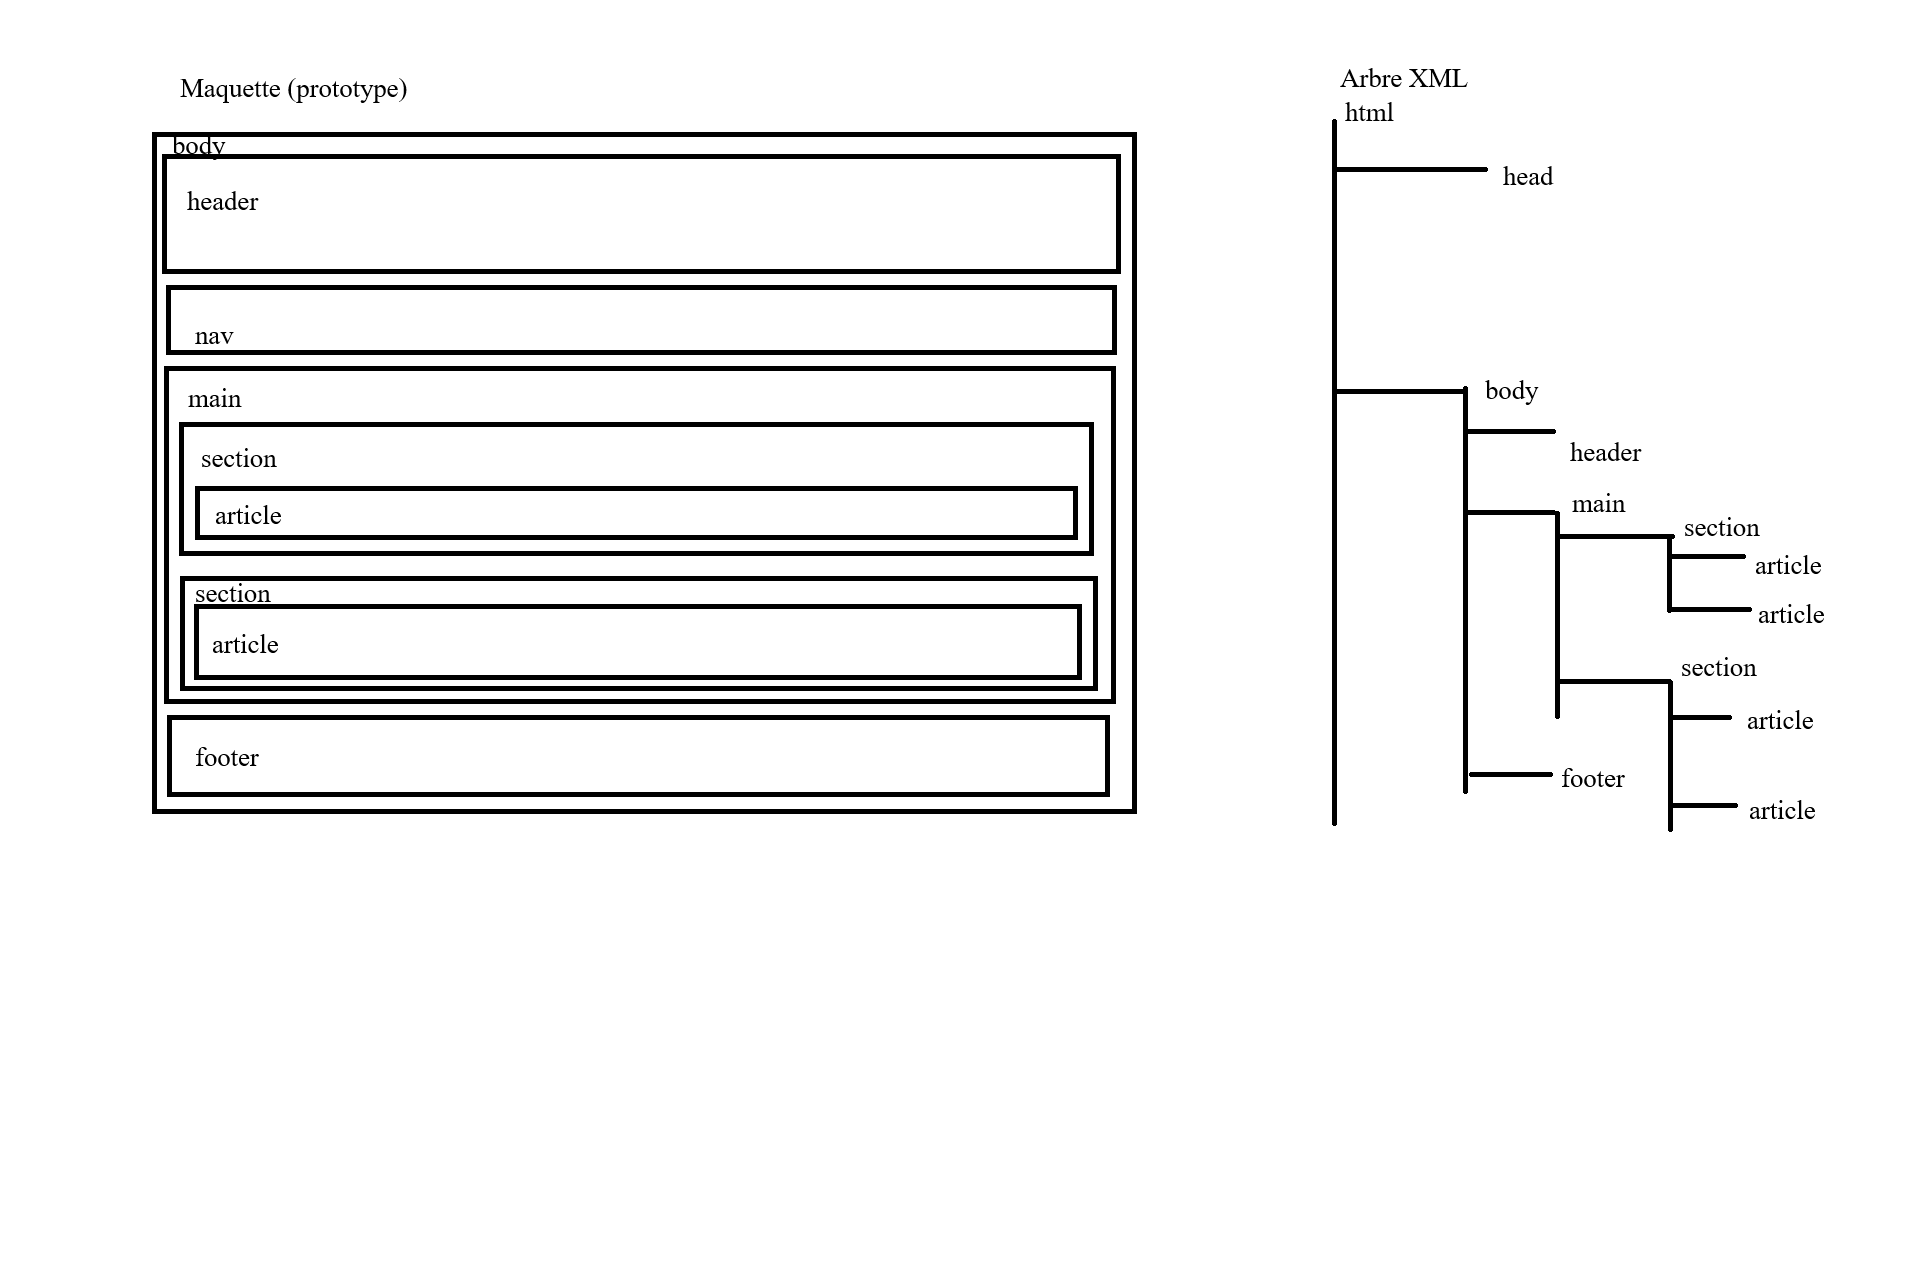 Maquette (prototype)
body
header
nav
main
section
article
section
article
footer
Arbre XML
html
head
body
header
main
section
article
article
section
article
footer
article